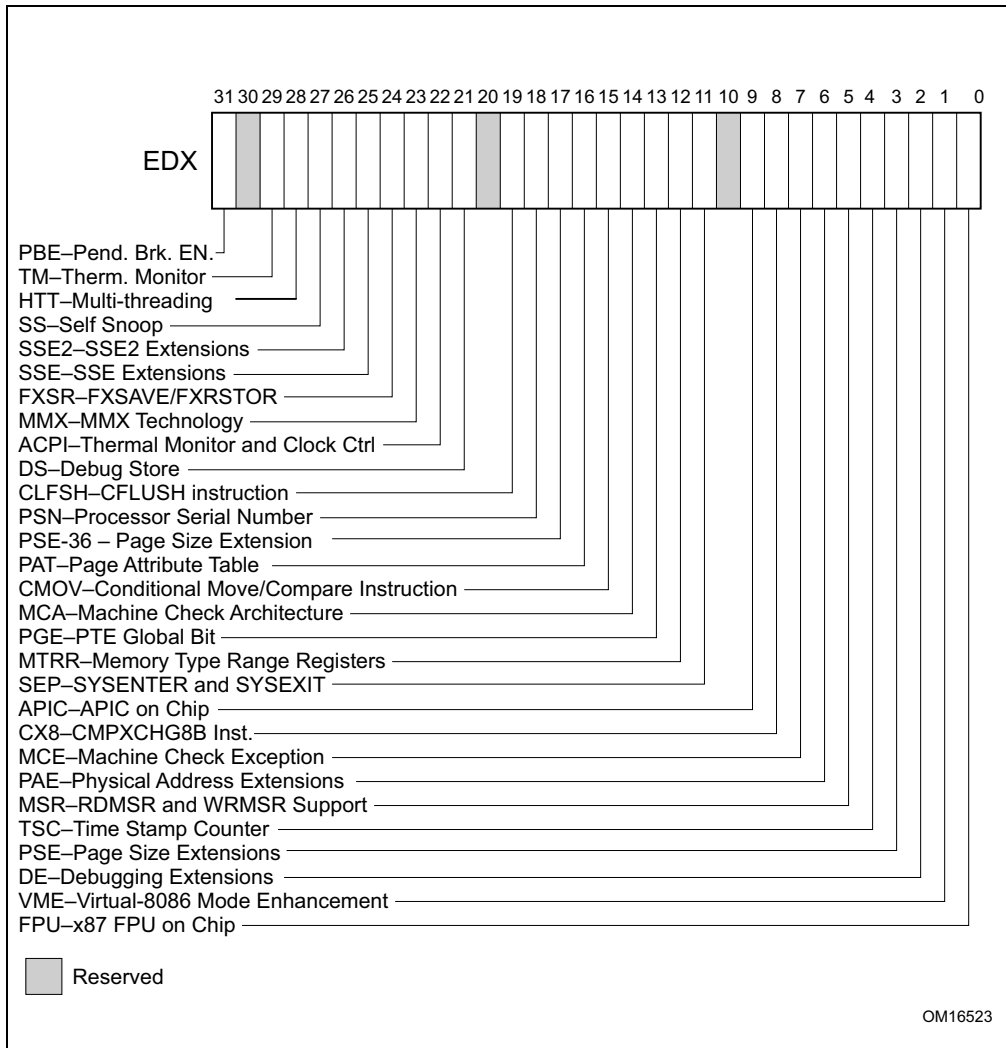 31 30 29 28 27 26 25 24 23 22 21 20 19 18 17 16 15 14 13 12 11 10 9 8 7 6 5 4 3 2 1 0
EDX
PBE–Pend. Brk. EN.
TM–Therm. Monitor
HTT–Multi-threading
SS–Self Snoop
SSE2–SSE2 Extensions
SSE–SSE Extensions
FXSR–FXSAVE/FXRSTOR
MMX–MMX Technology
ACPI–Thermal Monitor and Clock Ctrl
DS–Debug Store
CLFSH–CFLUSH instruction
PSN–Processor Serial Number
PSE-36 – Page Size Extension
PAT–Page Attribute Table
CMOV–Conditional Move/Compare Instruction
MCA–Machine Check Architecture
PGE–PTE Global Bit
MTRR–Memory Type Range Registers
SEP–SYSENTER and SYSEXIT
APIC–APIC on Chip
CX8–CMPXCHG8B Inst.
MCE–Machine Check Exception
PAE–Physical Address Extensions
MSR–RDMSR and WRMSR Support
TSC–Time Stamp Counter
PSE–Page Size Extensions
DE–Debugging Extensions
VME–Virtual-8086 Mode Enhancement
FPU–x87 FPU on Chip
Reserved
OM16523